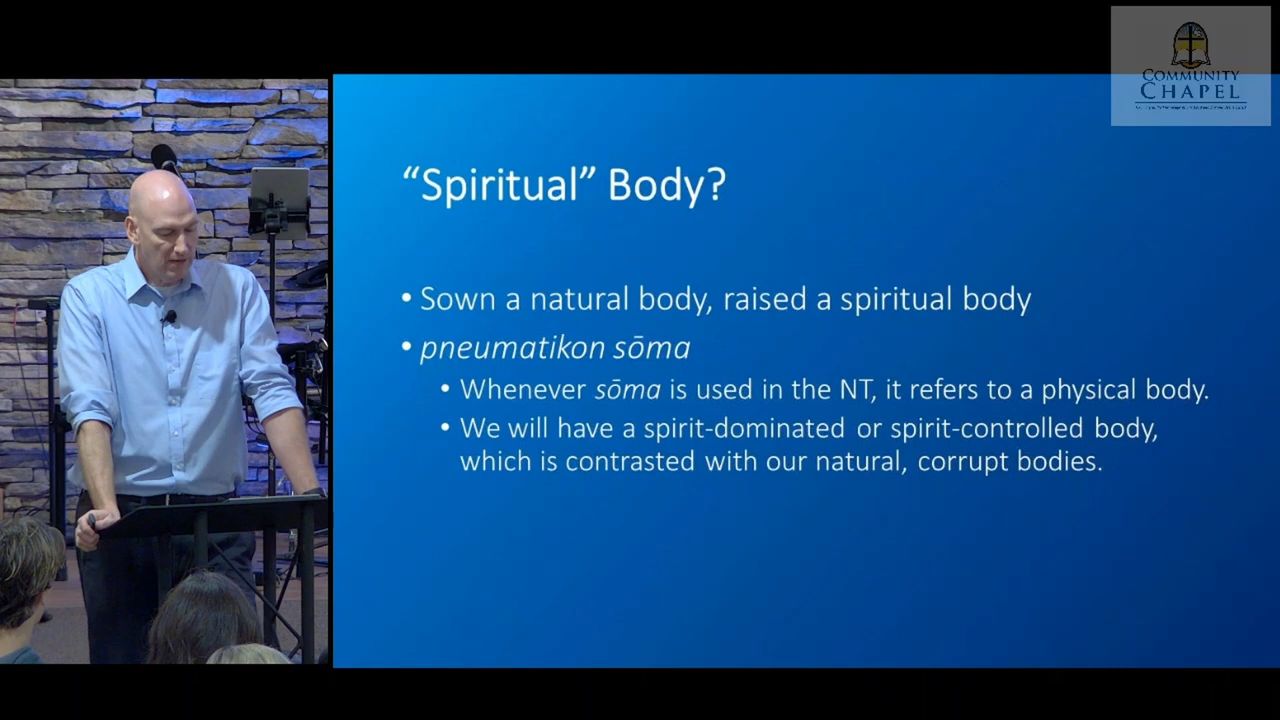 COMMUNITY
CHAPEL
“Spiritual” Body?
• Sown a natural body, raised a spiritual body
• pneumatikon sōma
• Whenever sōma is used in the NT, it refers to a physical body.
• We will have a spirit-dominated or spirit-controlled body,
which is contrasted with our natural, corrupt bodies.